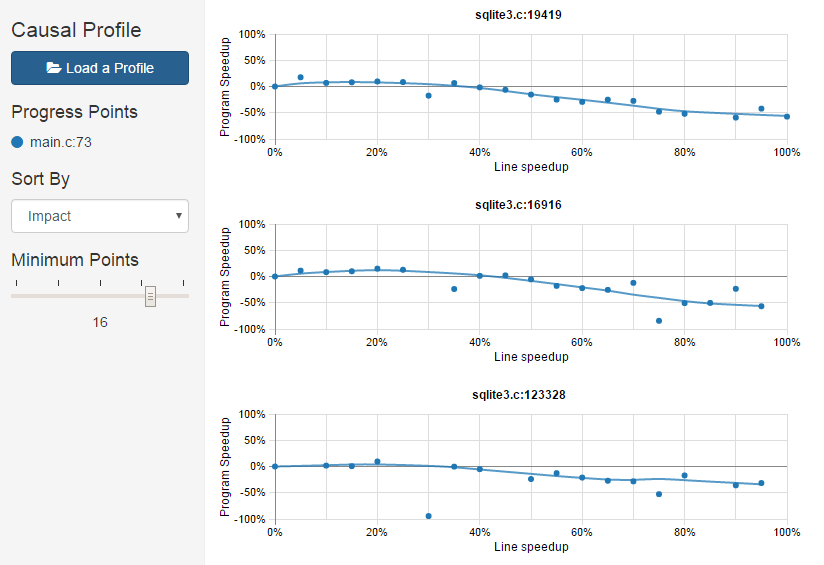 Causal Profile
Load a Profile
Progress Points
main.c:73
Sort By
Impact
Minimum Points
16
sqlite3.c:19419
Program Speedup
100%
50%
0%
-50%
-100%
0% 20% 40% 60% 80% 100%
Line speedup
sqlite3.c:16916
Program Speedup
100%
50%
0%
-50%
-100%
0% 20% 40% 60% 80% 100%
Line speedup
sqlite3.c:123328
Program Speedup
100%
50%
0%
-50%
-100%
0% 20% 40% 60% 80% 100%
Line speedup